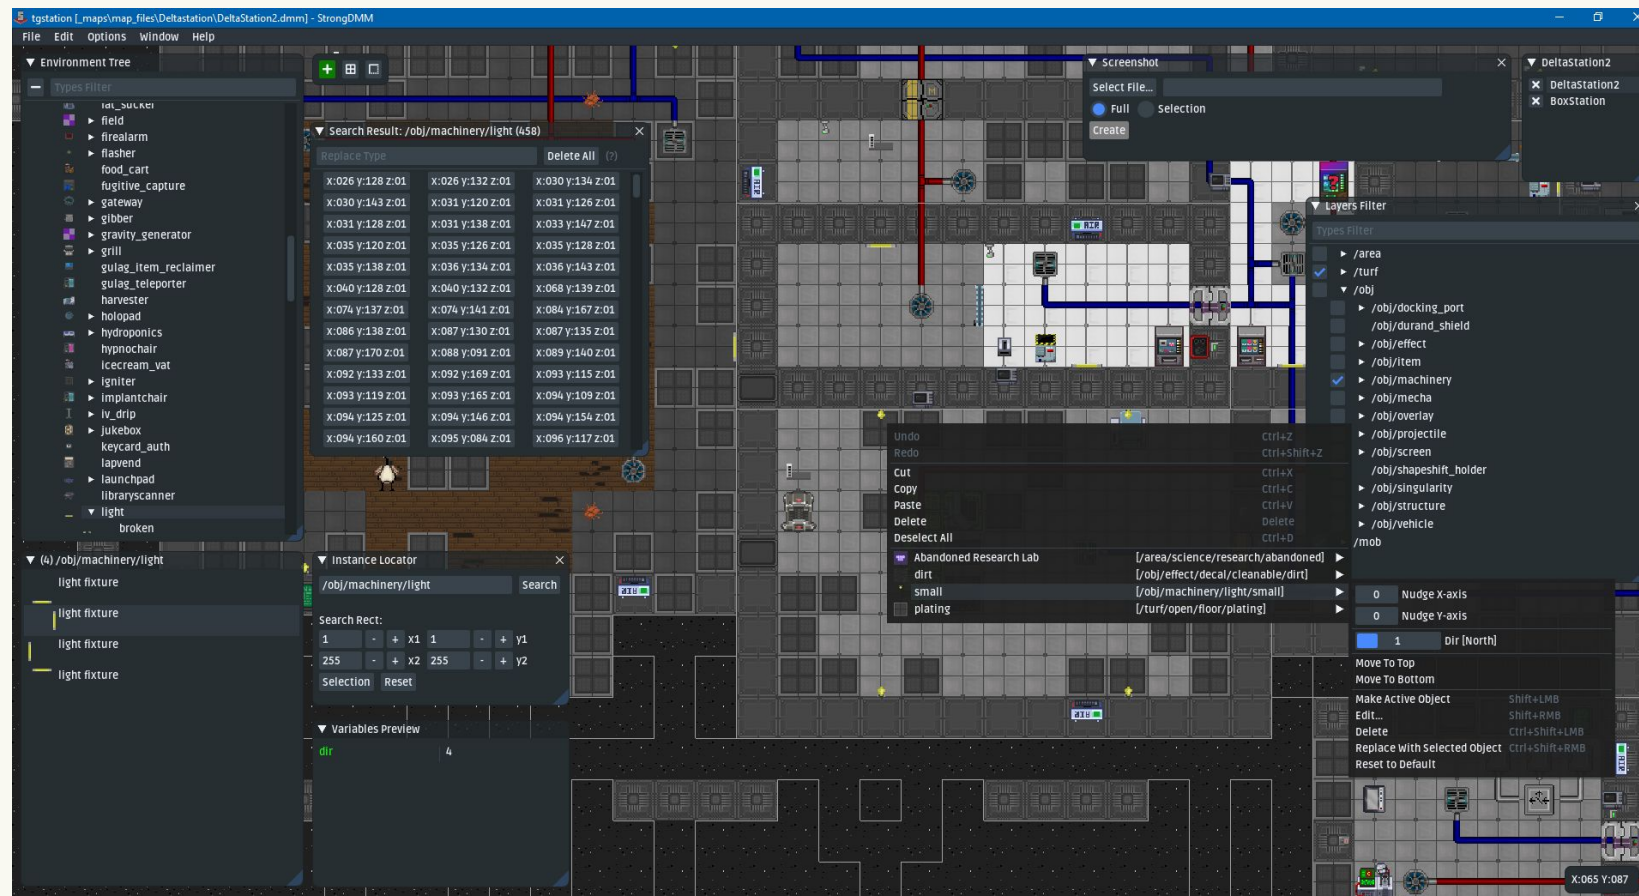 tgstation [_maps\map_files\Deltastation\DeltaStation2.dmm] - StrongDMM
File Edit Options Window Help
Environment Tree
Types Filter
fat_sucker
field
firealarm
flasher
food_cart
fugitive_capture
gateway
gibber
gravity_generator
grill
gulag_item_reclaimer
gulag_teleporter
harvester
holopad
hydroponics
hypnochair
icecream_vat
igniter
implantchair
iv_drip
jukebox
keycard_auth
lapvend
launchpad
libraryscanner
light
broken
(4) /obj/machinery/light
light fixture
light fixture
light fixture
light fixture
Search Result: /obj/machinery/light (458)
Replace Type Delete All (?)
x:026 y:128 z:01 x:026 y:132 z:01 x:030 y:134 z:01
x:030 y:143 z:01 x:031 y:120 z:01 x:031 y:126 z:01
x:031 y:128 z:01 x:031 y:138 z:01 x:033 y:147 z:01
x:035 y:120 z:01 x:035 y:126 z:01 x:035 y:128 z:01
x:035 y:138 z:01 x:036 y:134 z:01 x:036 y:143 z:01
x:040 y:128 z:01 x:040 y:132 z:01 x:068 y:139 z:01
x:074 y:137 z:01 x:074 y:141 z:01 x:084 y:167 z:01
x:086 y:138 z:01 x:087 y:130 z:01 x:087 y:135 z:01
x:087 y:170 z:01 x:088 y:091 z:01 x:089 y:140 z:01
x:092 y:133 z:01 x:092 y:169 z:01 x:093 y:115 z:01
x:093 y:119 z:01 x:093 y:165 z:01 x:094 y:109 z:01
x:094 y:125 z:01 x:094 y:146 z:01 x:094 y:154 z:01
x:094 y:160 z:01 x:095 y:084 z:01 x:096 y:117 z:01
Instance Locator
/obj/machinery/light Search
Search Rect:
1 - + x1 1 - + y1
255 - + x2 255 - + y2
Selection Reset
Variables Preview
dir 4
Screenshot
Select File...
Full Selection
Create
DeltaStation2
DeltaStation2
BoxStation
Layers Filter
Types Filter
/area
/turf
/obj
/obj/docking_port
/obj/durand_shield
/obj/effect
/obj/item
/obj/machinery
/obj/mecha
/obj/overlay
/obj/projectile
/obj/screen
/obj/shapeshift_holder
/obj/singularity
/obj/structure
/obj/vehicle
/mob
Undo Ctrl+Z
Redo Ctrl+Shift+Z
Cut Ctrl+X
Copy Ctrl+C
Paste Ctrl+V
Delete Delete
Deselect All Ctrl+D
Abandoned Research Lab [/area/science/research/abandoned]
dirt [/obj/effect/decal/cleanable/dirt]
small [/obj/machinery/light/small]
plating [/turf/open/floor/plating]
0 Nudge X-axis
0 Nudge Y-axis
1 Dir [North]
Move To Top
Move To Bottom
Make Active Object Shift+LMB
Edit... Shift+RMB
Delete Ctrl+Shift+LMB
Replace With Selected Object Ctrl+Shift+RMB
Reset to Default
AIR
AIR
AIR
AIR
X:065 Y:087